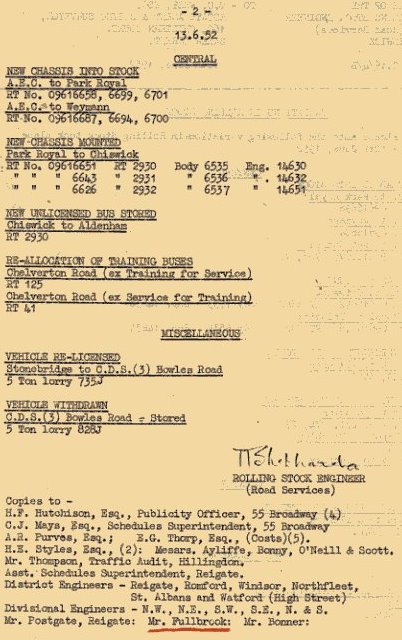 - 2 -
13.6.52
CENTRAL
NEW CHASSIS INTO STOCK
A.E.C. to Park Royal
RT No. 09616658, 6699, 6701
A.E.C. to Weymann
RT No. 09616687, 6694, 6700
NEW CHASSIS MOUNTED
Park Royal to Chiswick
RT No. 09616651 RT 2930 Body 6535 Eng. 14630
" " " 6643 " 2931 " 6536 " 14632
" " " 6626 " 2932 " 6537 " 14651
NEW UNLICENSED BUS STORED
Chiswick to Aldenham
RT 2930
RE-ALLOCATION OF TRAINING BUSES
Chelverton Road (ex Training for Service)
RT 125
Chelverton Road (ex Service for Training)
RT 41
MISCELLANEOUS
VEHICLE RE-LICENSED
Stonebridge to C.D.S.(3) Bowles Road
5 Ton lorry 735J
VEHICLE WITHDRAWN
C.D.S.(3) Bowles Road - Stored
5 Ton lorry 828J
ROLLING STOCK ENGINEER
(Road Services)
Copies to -
H.F. Hutchison, Esq., Publicity Officer, 55 Broadway (4)
C.J. Mays, Esq., Schedules Superintendent, 55 Broadway
A.R. Purves, Esq.; E.G. Thorp, Esq., (Costs)(5).
H.E. Styles, Esq., (2): Messrs. Ayliffe, Bonny, O'Neill & Scott.
Mr. Thompson, Traffic Audit, Hillingdon.
Asst. Schedules Superintendent, Reigate.
District Engineers - Reigate, Romford, Windsor, Northfleet,
St. Albans and Watford (High Street)
Divisional Engineers - N.W., N.E., S.W., S.E., N. & S.
Mr. Postgate, Reigate: Mr. Fullbrook: Mr. Bonner: